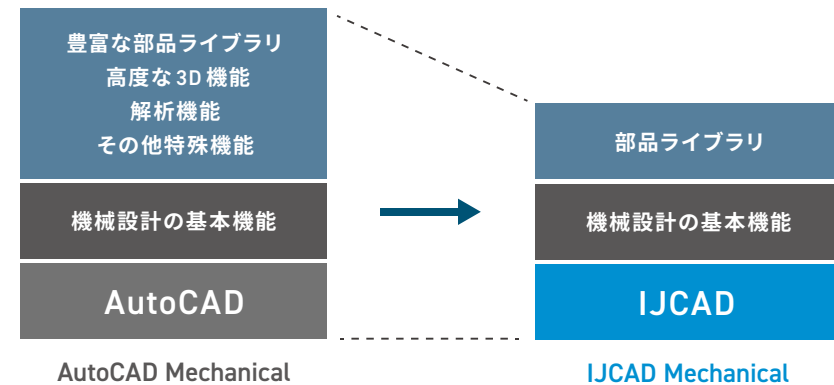 豊富な部品ライブラリ
高度な3D機能
解析機能
その他特殊機能
機械設計の基本機能
AutoCAD
AutoCAD Mechanical
部品ライブラリ
機械設計の基本機能
IJCAD
IJCAD Mechanical